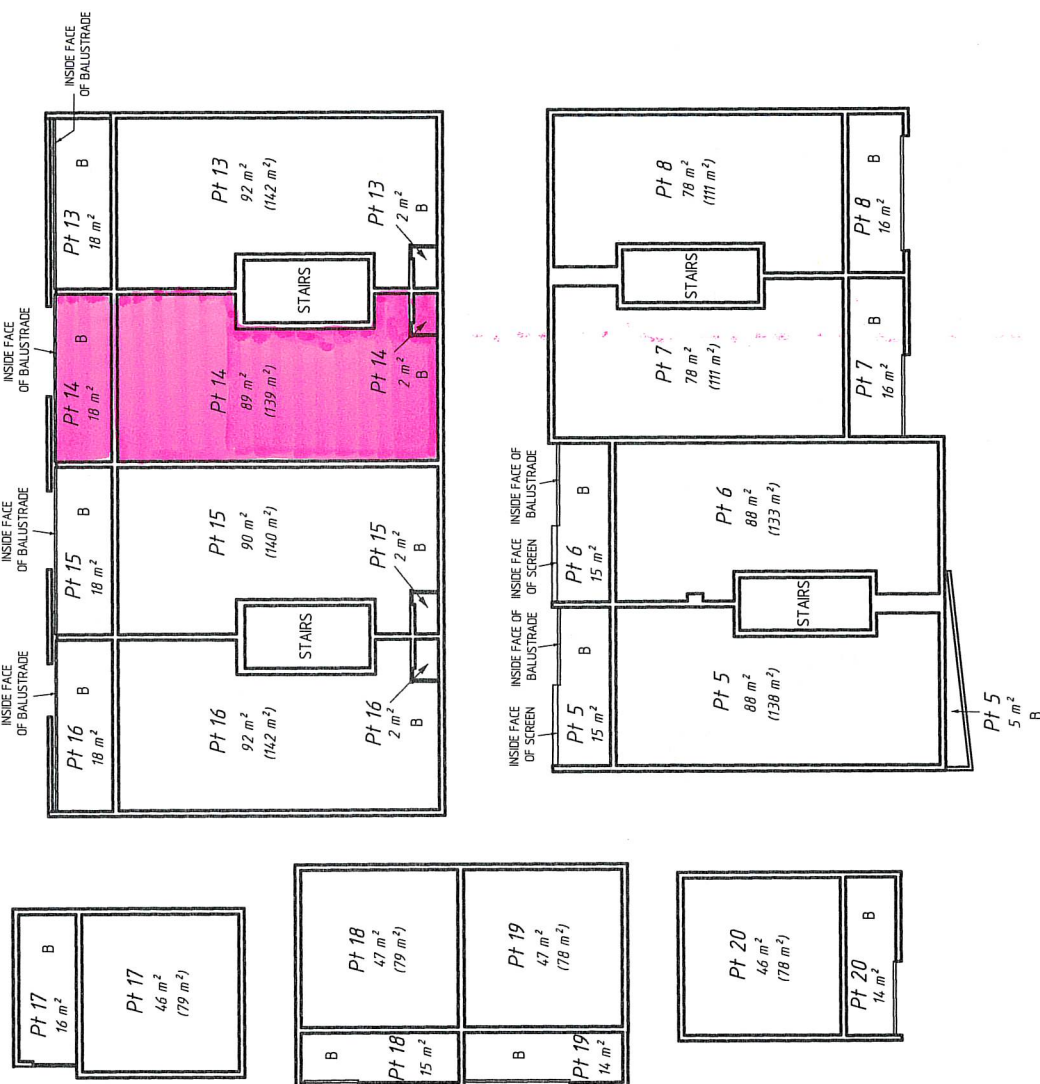 INSIDE FACE
OF BALUSTRADE
INSIDE FACE
OF BALUSTRADE
INSIDE FACE
OF BALUSTRADE
INSIDE FACE
OF BALUSTRADE
Pt 13
18 m²
B
Pt 13
92 m²
(142 m²)
Pt 13
2 m²
B
STAIRS
Pt 14
18 m²
B
Pt 14
89 m²
(139 m²)
Pt 14
2 m²
B
Pt 15
18 m²
B
Pt 15
90 m²
(140 m²)
Pt 15
2 m²
B
STAIRS
Pt 16
18 m²
B
Pt 16
92 m²
(142 m²)
Pt 16
2 m²
B
Pt 8
78 m²
(111 m²)
Pt 8
16 m²
B
STAIRS
Pt 7
78 m²
(111 m²)
Pt 7
16 m²
B
INSIDE FACE OF
BALUSTRADE
INSIDE FACE
OF SCREEN
Pt 6
15 m²
B
Pt 6
88 m²
(133 m²)
STAIRS
INSIDE FACE OF
BALUSTRADE
INSIDE FACE
OF SCREEN
Pt 5
15 m²
B
Pt 5
88 m²
(138 m²)
Pt 5
5 m²
B
Pt 17
16 m²
B
Pt 17
46 m²
(79 m²)
Pt 18
47 m²
(79 m²)
Pt 18
15 m²
B
Pt 19
47 m²
(78 m²)
Pt 19
14 m²
B
Pt 20
46 m²
(78 m²)
Pt 20
14 m²
B